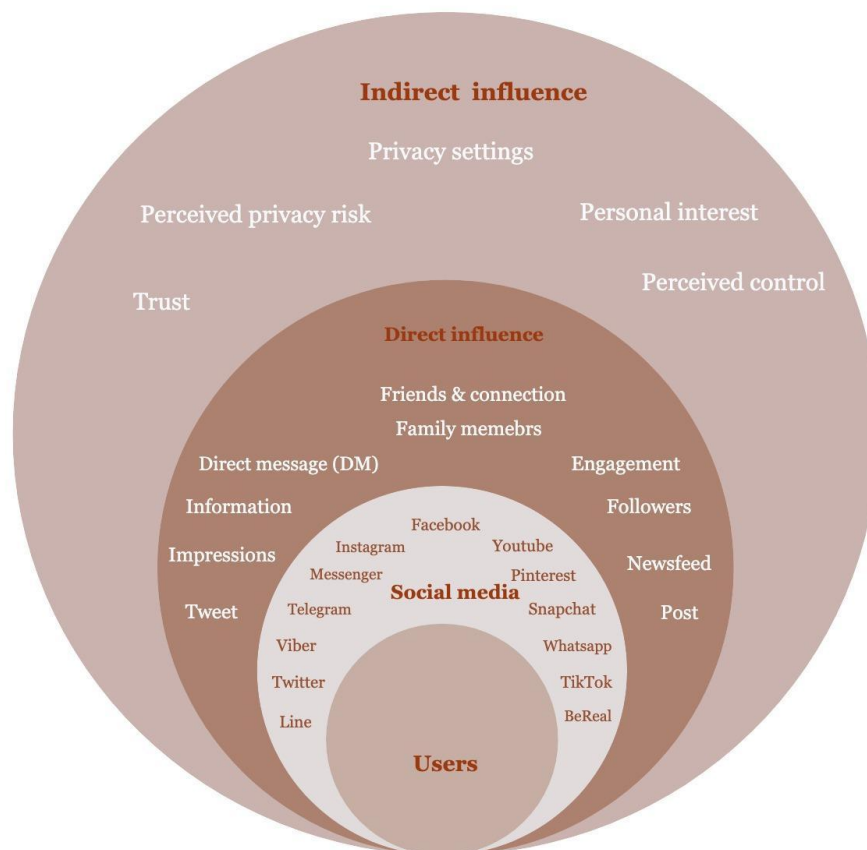 Indirect influence
Privacy settings
Perceived privacy risk
Personal interest
Perceived control
Trust
Direct influence
Friends & connection
Family memebrs
Direct message (DM)
Engagement
Information
Followers
Impressions
Newsfeed
Tweet
Post
Facebook
Instagram
Youtube
Messenger
Pinterest
Social media
Telegram
Snapchat
Viber
Whatsapp
Twitter
TikTok
Line
BeReal
Users